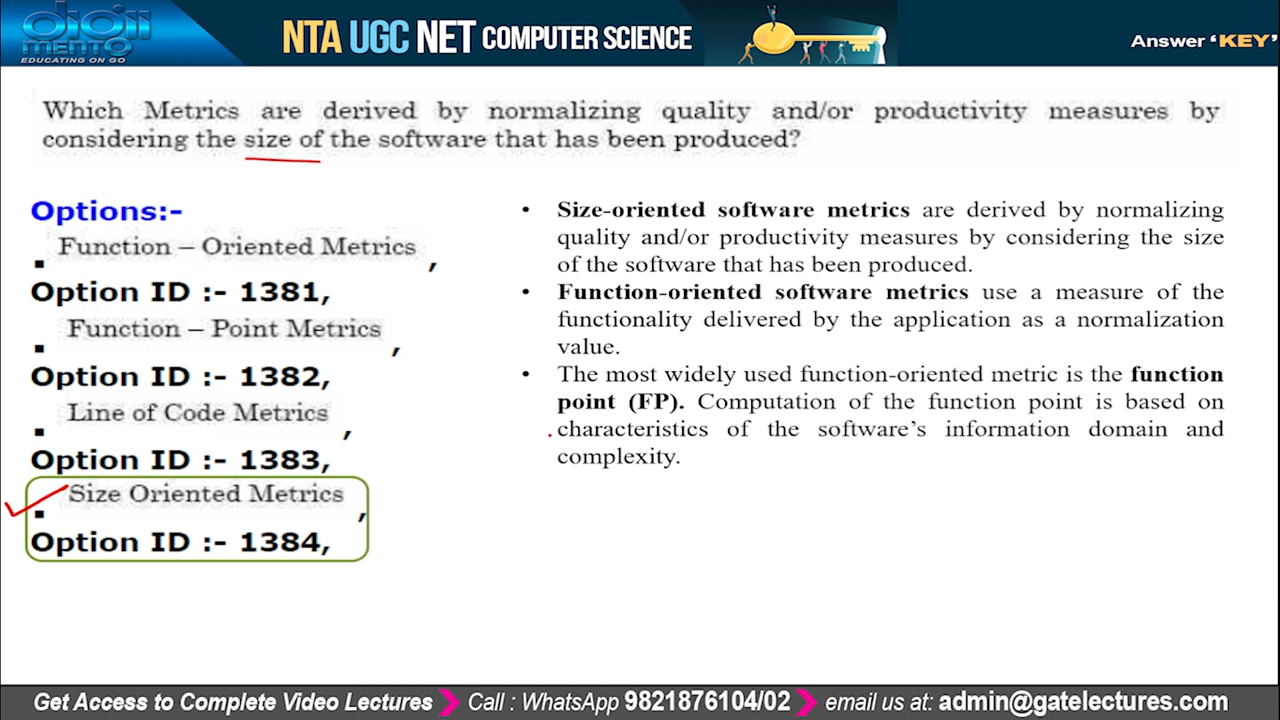 digii
MENTO
EDUCATING ON GO
NTA UGC NET COMPUTER SCIENCE
Answer ‘KEY’
Which Metrics are derived by normalizing quality and/or productivity measures by
considering the size of the software that has been produced?
Options:-
Function – Oriented Metrics
,
Option ID :- 1381,
Function – Point Metrics
,
Option ID :- 1382,
Line of Code Metrics
,
Option ID :- 1383,
Size Oriented Metrics
,
Option ID :- 1384,
• Size-oriented software metrics are derived by normalizing
quality and/or productivity measures by considering the size
of the software that has been produced.
• Function-oriented software metrics use a measure of the
functionality delivered by the application as a normalization
value.
• The most widely used function-oriented metric is the function
point (FP). Computation of the function point is based on
characteristics of the software’s information domain and
complexity.
Get Access to Complete Video Lectures Call : WhatsApp 9821876104/02 email us at: admin@gatelectures.com